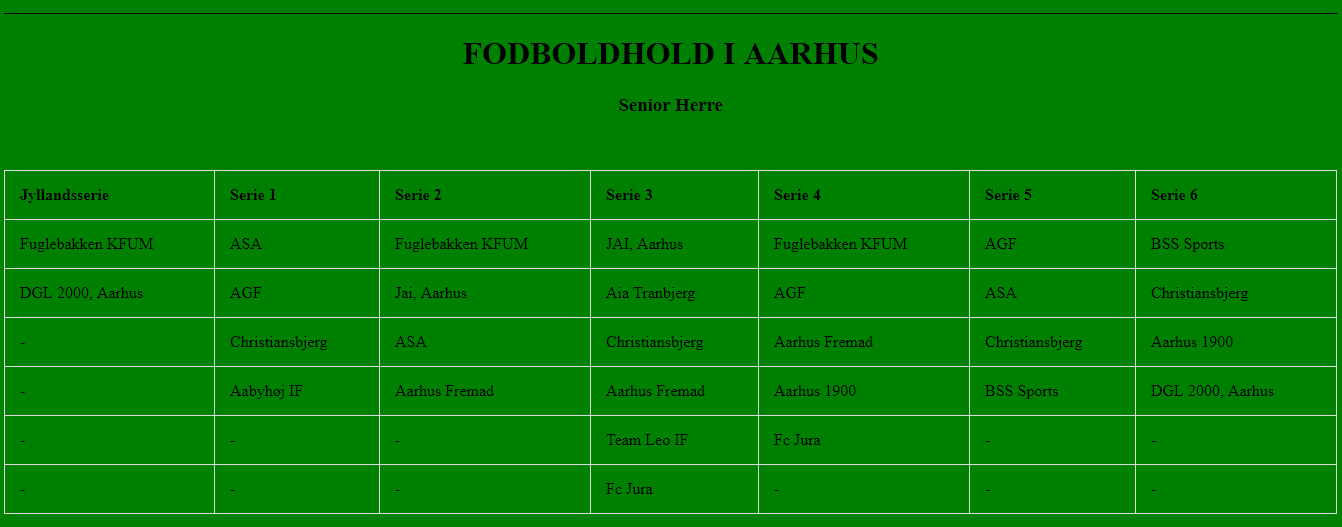 FODBOLDHOLD I AARHUS
Senior Herre
Jyllandsserie Serie 1 Serie 2 Serie 3 Serie 4 Serie 5 Serie 6
Fuglebakken KFUM ASA Fuglebakken KFUM JAI, Aarhus Fuglebakken KFUM AGF BSS Sports
DGL 2000, Aarhus AGF Jai, Aarhus Aia Tranbjerg AGF ASA Christiansbjerg
- Christiansbjerg ASA Christiansbjerg Aarhus Fremad Christiansbjerg Aarhus 1900
- Aabyhøj IF Aarhus Fremad Aarhus Fremad Aarhus 1900 BSS Sports DGL 2000, Aarhus
- - - Team Leo IF Fc Jura - -
- - - Fc Jura - - -